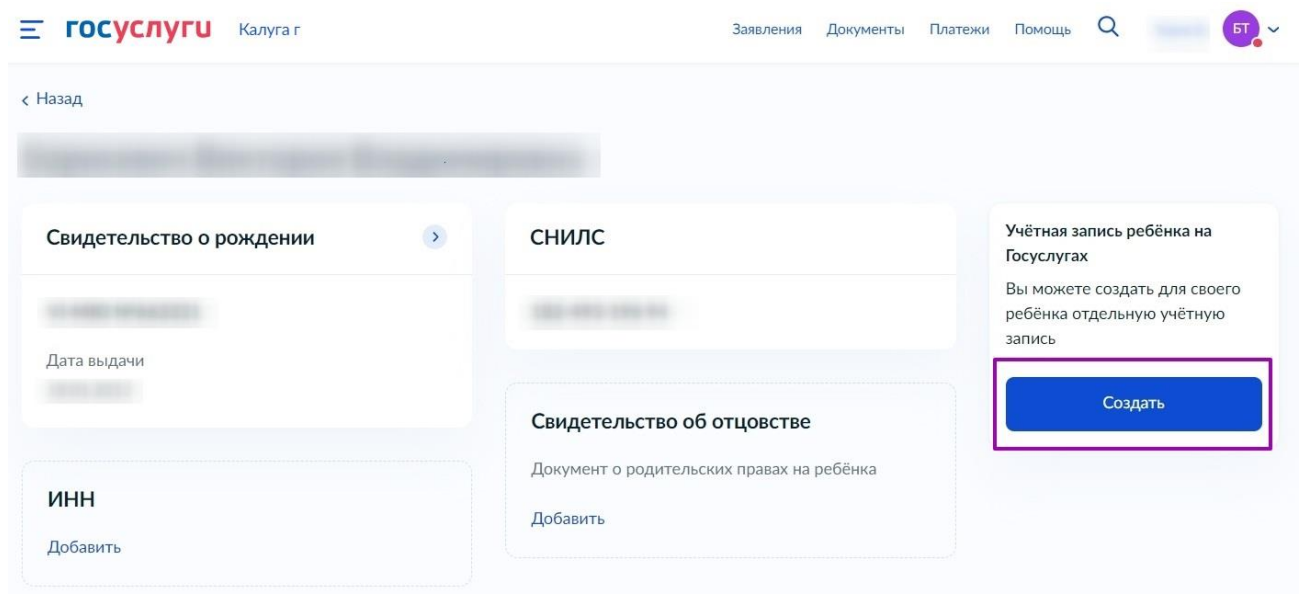 госуслуги Калуга г Заявления Документы Платежи Помощь БТ
Назад
Свидетельство о рождении
Дата выдачи
ИНН
Добавить
СНИЛС
Свидетельство об отцовстве
Документ о родительских правах на ребёнка
Добавить
Учётная запись ребёнка на
Госуслугах
Вы можете создать для своего
ребёнка отдельную учётную
запись
Создать